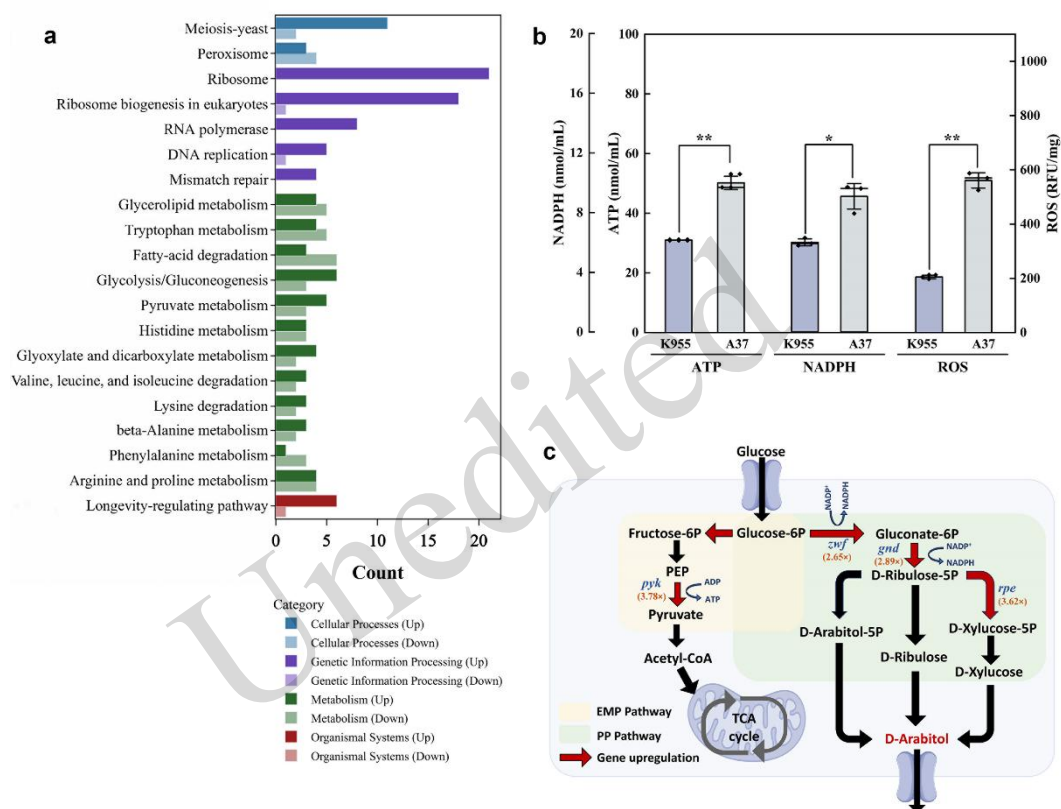 a
Meiosis-yeast
Peroxisome
Ribosome
Ribosome biogenesis in eukaryotes
RNA polymerase
DNA replication
Mismatch repair
Glycerolipid metabolism
Tryptophan metabolism
Fatty-acid degradation
Glycolysis/Gluconeogenesis
Pyruvate metabolism
Histidine metabolism
Glyoxylate and dicarboxylate metabolism
Valine, leucine, and isoleucine degradation
Lysine degradation
beta-Alanine metabolism
Phenylalanine metabolism
Arginine and proline metabolism
Longevity-regulating pathway
0 5 10 15 20
Count
Category
Cellular Processes (Up)
Cellular Processes (Down)
Genetic Information Processing (Up)
Genetic Information Processing (Down)
Metabolism (Up)
Metabolism (Down)
Organismal Systems (Up)
Organismal Systems (Down)
b
NADPH (nmol/mL)
20
16
12
8
4
0
ATP (nmol/mL)
100
80
60
40
20
0
ROS (RFU/mg)
1000
800
600
400
200
0
** * **
K955 A37 K955 A37 K955 A37
ATP NADPH ROS
c
Glucose
NADP⁺ NADPH
Fructose-6P Glucose-6P Gluconate-6P
zwf
(2.65×)
gnd
(2.89×)
NADP⁺
NADPH
PEP
D-Ribulose-5P
pyk
(3.78×)
ADP
ATP
rpe
(3.62×)
Pyruvate
D-Arabitol-5P
D-Xylucose-5P
Acetyl-CoA
D-Ribulose
D-Xylucose
TCA
cycle
EMP Pathway
PP Pathway
Gene upregulation
D-Arabitol
Unedited